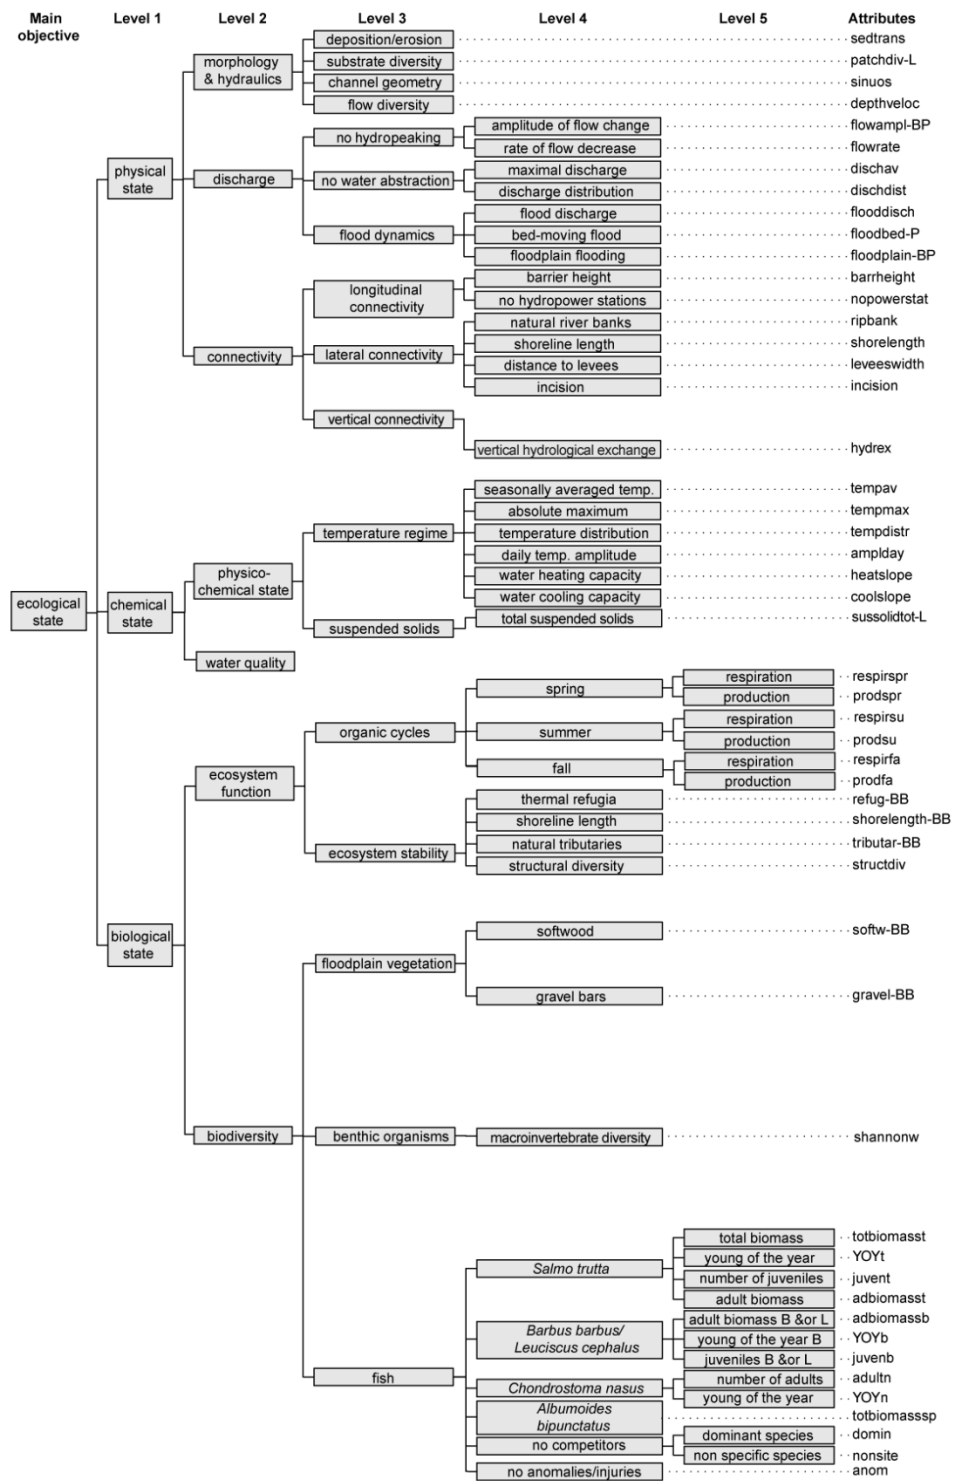 Main objective
Level 1
Level 2
Level 3
Level 4
Level 5
Attributes
deposition/erosion
sedtrans
morphology & hydraulics
substrate diversity
patchdiv-L
channel geometry
sinuos
flow diversity
depthveloc
amplitude of flow change
flowampl-BP
no hydropeaking
rate of flow decrease
flowrate
physical state
discharge
no water abstraction
maximal discharge
dischav
discharge distribution
dischdist
flood discharge
flooddisch
flood dynamics
bed-moving flood
floodbed-P
floodplain flooding
floodplain-BP
longitudinal connectivity
barrier height
barrheight
no hydropower stations
nopowerstat
natural river banks
ripbank
connectivity
lateral connectivity
shoreline length
shorelength
distance to levees
leveeswidth
incision
incision
vertical connectivity
vertical hydrological exchange
hydrex
seasonally averaged temp.
tempav
absolute maximum
tempmax
temperature regime
temperature distribution
tempdistr
daily temp. amplitude
amplday
physico-chemical state
water heating capacity
heatslope
water cooling capacity
coolslope
ecological state
chemical state
suspended solids
total suspended solids
sussolidtot-L
water quality
spring
respiration
respirspr
production
prodspr
organic cycles
summer
respiration
respirsu
production
prodsu
fall
respiration
respirfa
production
prodfa
ecosystem function
thermal refugia
refug-BB
shoreline length
shorelength-BB
ecosystem stability
natural tributaries
tributar-BB
structural diversity
structdiv
biological state
floodplain vegetation
softwood
softw-BB
gravel bars
gravel-BB
biodiversity
benthic organisms
macroinvertebrate diversity
shannonw
Salmo trutta
total biomass
totbiomasst
young of the year
YOYt
number of juveniles
juvent
adult biomass
adbiomasst
Barbus barbus/
Leuciscus cephalus
adult biomass B &or L
adbiomassb
young of the year B
YOYb
juveniles B &or L
juvenb
fish
Chondrostoma nasus
number of adults
adultn
young of the year
YOYn
Albumoides
bipunctatus
totbiomasssp
no competitors
dominant species
domin
non specific species
nonsite
no anomalies/injuries
anom